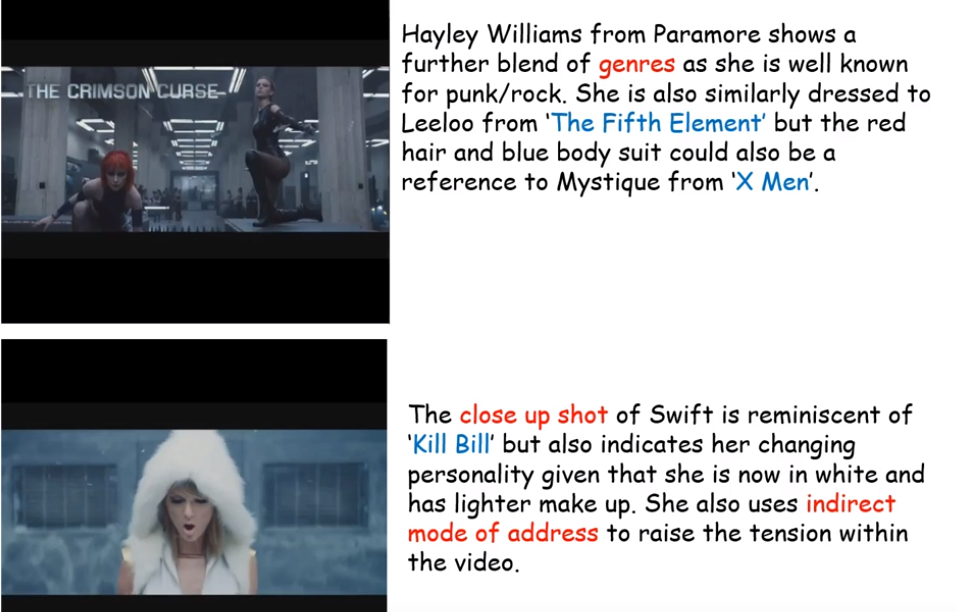 THE CRIMSON CURSE
Hayley Williams from Paramore shows a
further blend of genres as she is well known
for punk/rock. She is also similarly dressed to
Leeloo from ‘The Fifth Element’ but the red
hair and blue body suit could also be a
reference to Mystique from ‘X Men’.
The close up shot of Swift is reminiscent of
‘Kill Bill’ but also indicates her changing
personality given that she is now in white and
has lighter make up. She also uses indirect
mode of address to raise the tension within
the video.